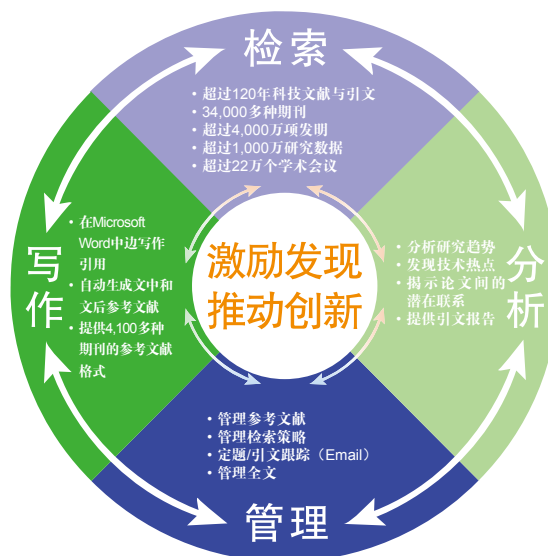 检索
• 超过120年科技文献与引文
• 34,000多种期刊
• 超过4,000万项发明
• 超过1,000万研究数据
• 超过22万个学术会议
写作
• 在Microsoft
Word中边写作
引用
• 自动生成文中和
文后参考文献
• 提供4,100多种
期刊的参考文献
格式
激励发现
推动创新
• 分析研究趋势
• 发现技术热点
• 揭示论文间的
潜在联系
• 提供引文报告
分析
• 管理参考文献
• 管理检索策略
• 定题/引文跟踪（Email）
• 管理全文
管理